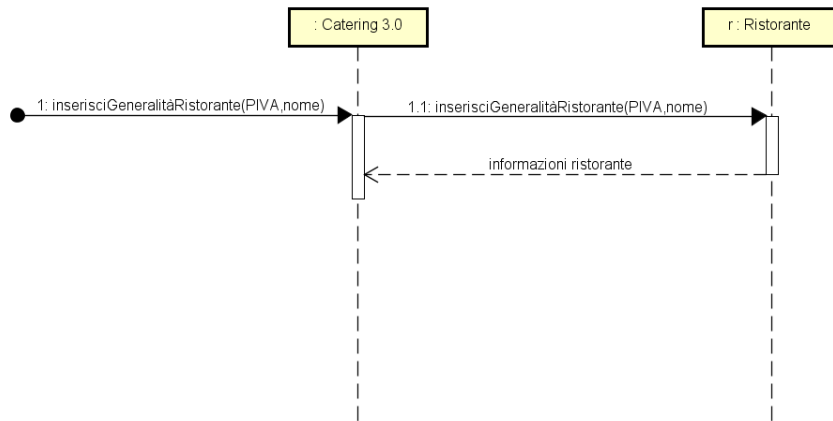 : Catering 3.0
r : Ristorante
1: inserisciGeneralitàRistorante(PIVA,nome)
1.1: inserisciGeneralitàRistorante(PIVA,nome)
informazioni ristorante